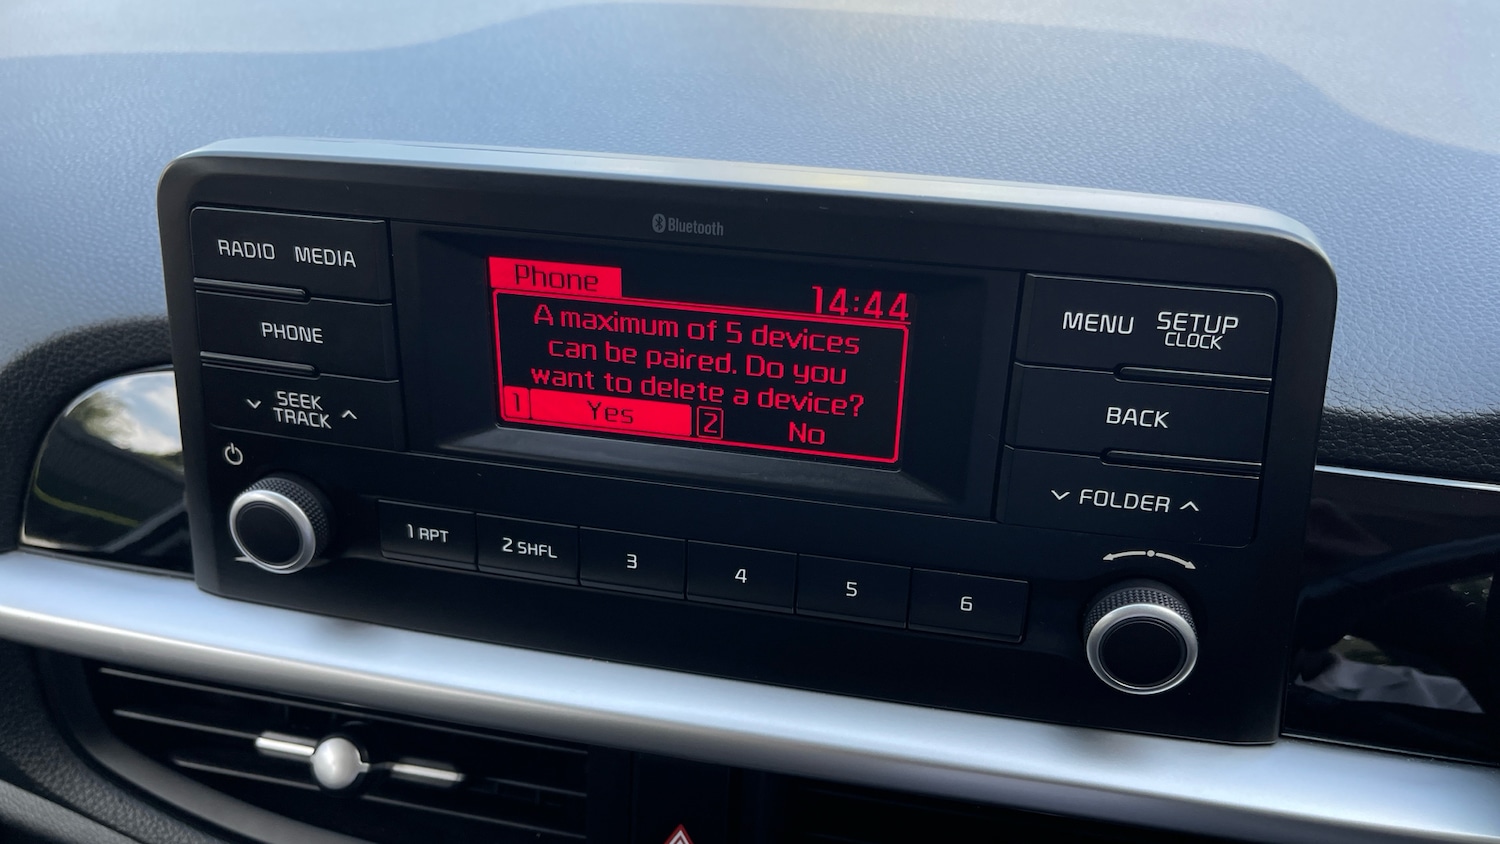 Bluetooth
RADIO MEDIA
PHONE
SEEK
TRACK
Phone
14:44
A maximum of 5 devices
can be paired. Do you
want to delete a device?
1 Yes 2 No
MENU SETUP
CLOCK
BACK
FOLDER
1 RPT 2 SHFL 3 4 5 6